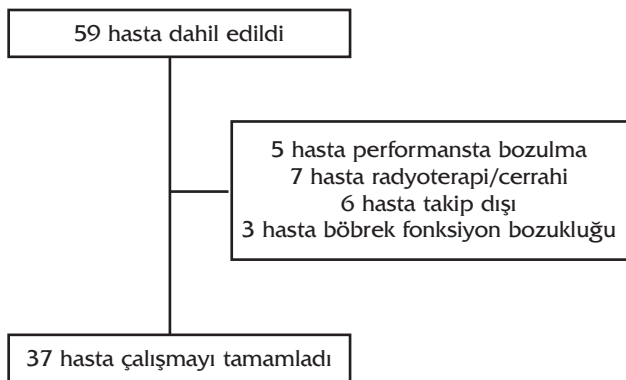 59 hasta dahil edildi
5 hasta performansta bozulma
7 hasta radyoterapi/cerrahi
6 hasta takip dışı
3 hasta böbrek fonksiyon bozukluğu
37 hasta çalışmayı tamamladı